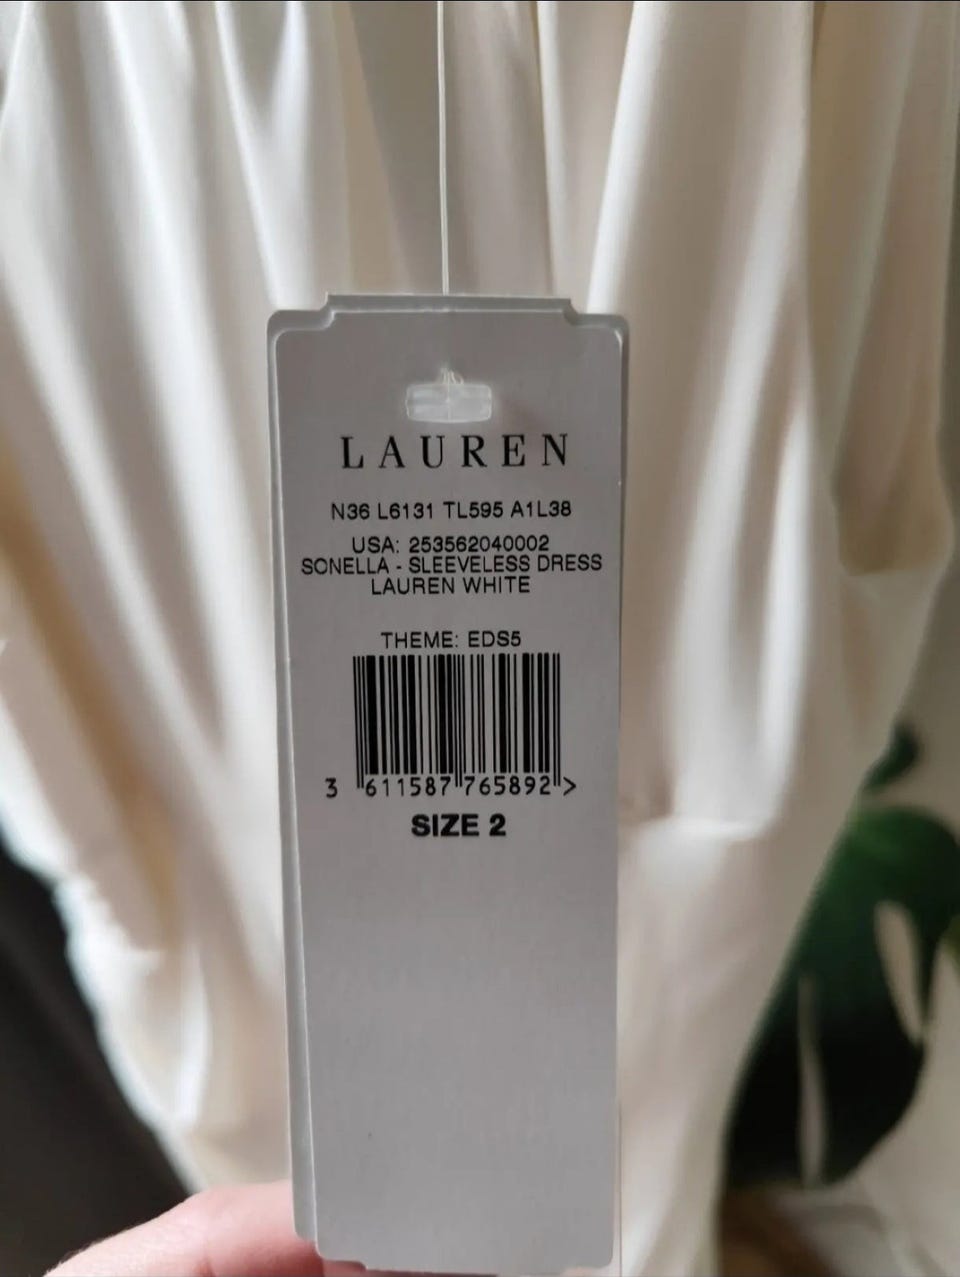 LAUREN
N36 L6131 TL595 A1L38
USA: 253562040002
SONELLA - SLEEVELESS DRESS
LAUREN WHITE
THEME: EDS5
3 611587 765892 >
SIZE 2